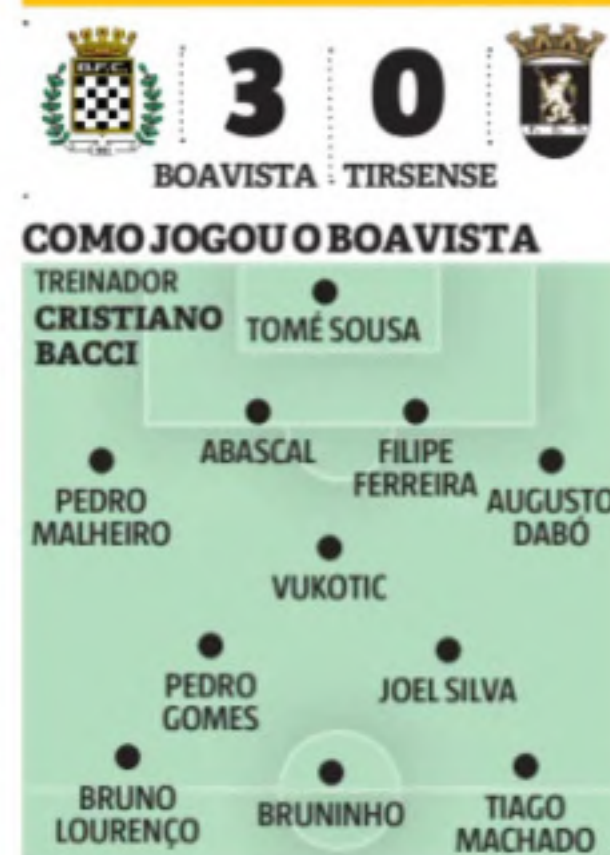 B.F.C.
3 0
BOAVISTA TIRSENSE
COMO JOGOU O BOAVISTA
TREINADOR
CRISTIANO
BACCI
TOMÉ SOUSA
ABASCAL
FILIPE
FERREIRA
PEDRO
MALHEIRO
AUGUSTO
DABÓ
VUKOTIC
PEDRO
GOMES
JOEL SILVA
BRUNO
LOURENÇO
BRUNINHO
TIAGO
MACHADO